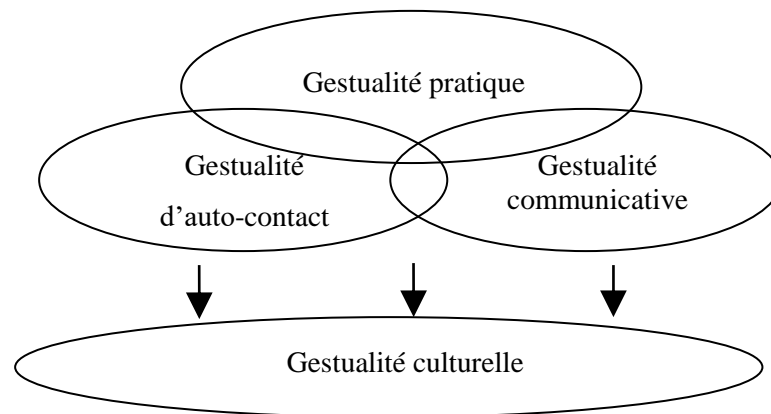 Gestualité pratique
Gestualité
d’auto-contact
Gestualité
communicative
Gestualité culturelle